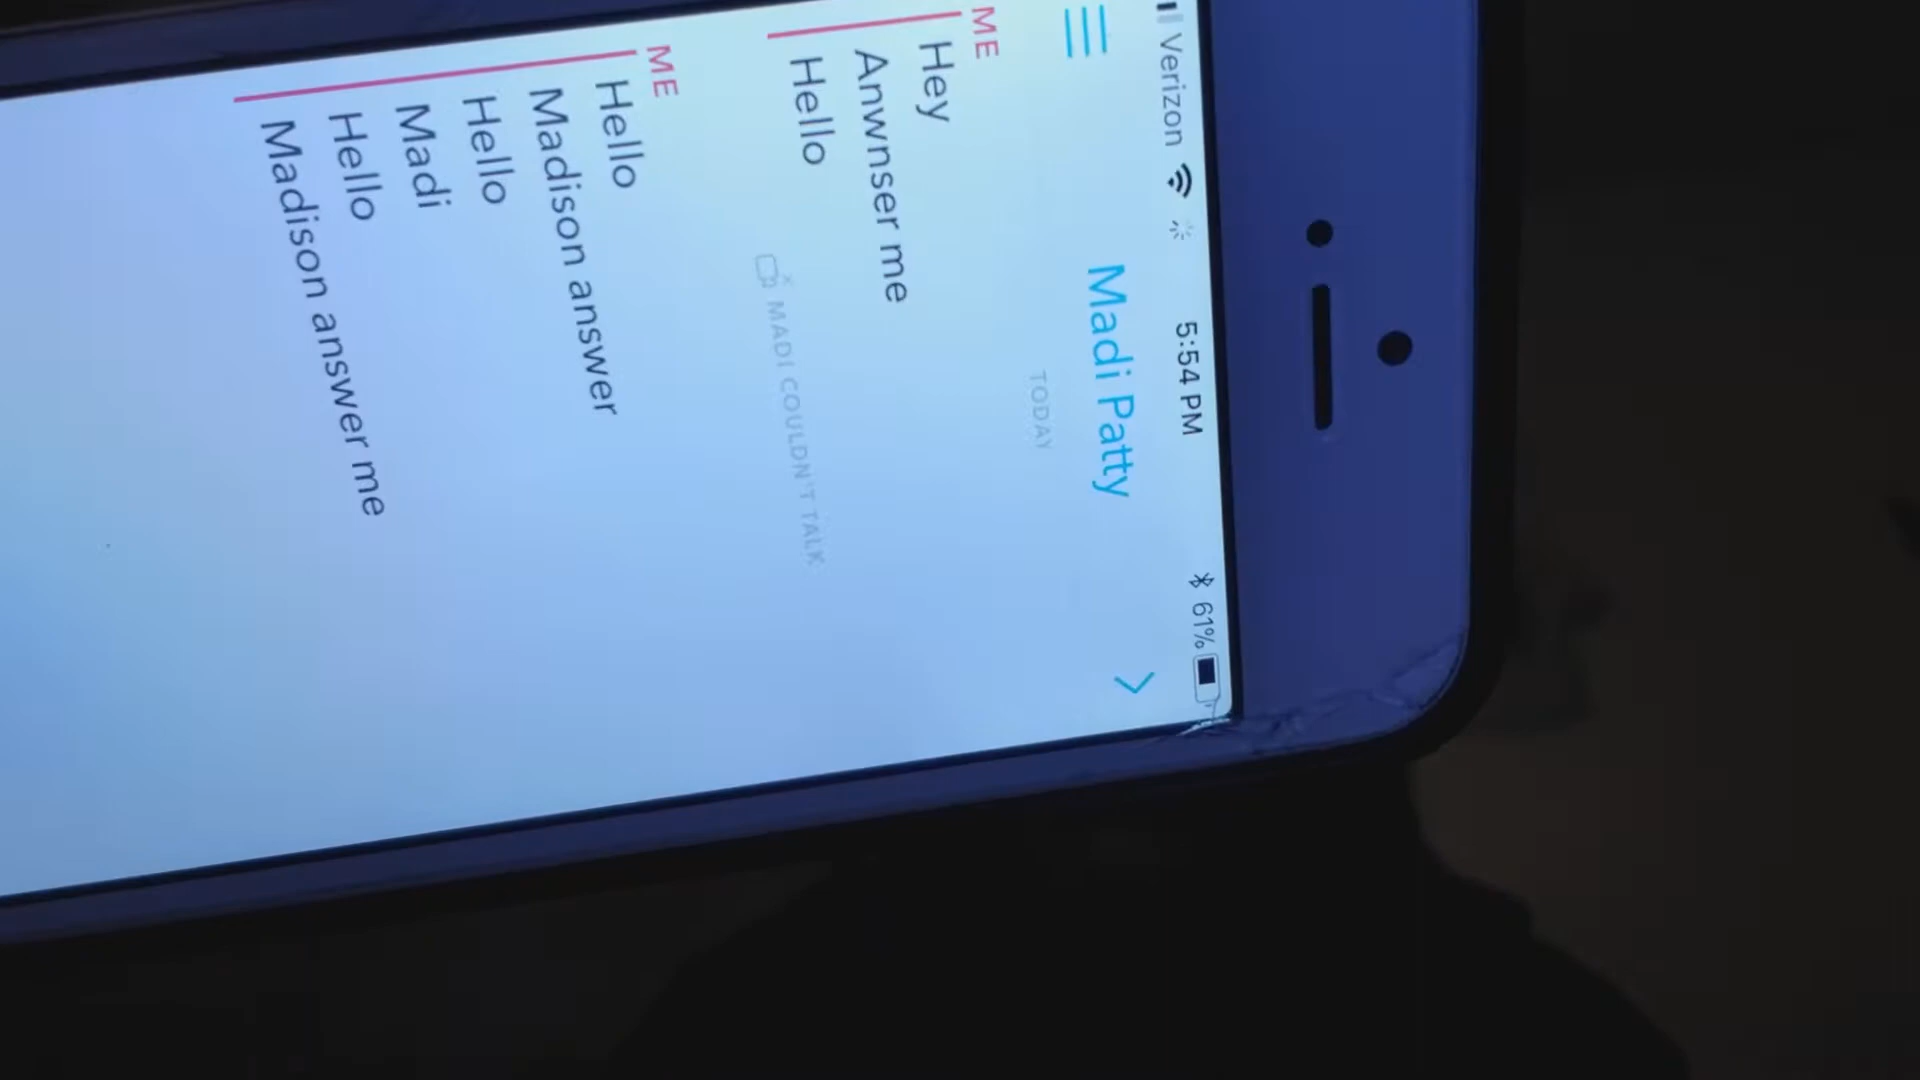 Verizon 5:54 PM 61%
Madi Patty
TODAY
ME
Hey
Anwnser me
Hello
MADI COULDN'T TALK
ME
Hello
Madison answer
Hello
Madi
Hello
Madison answer me